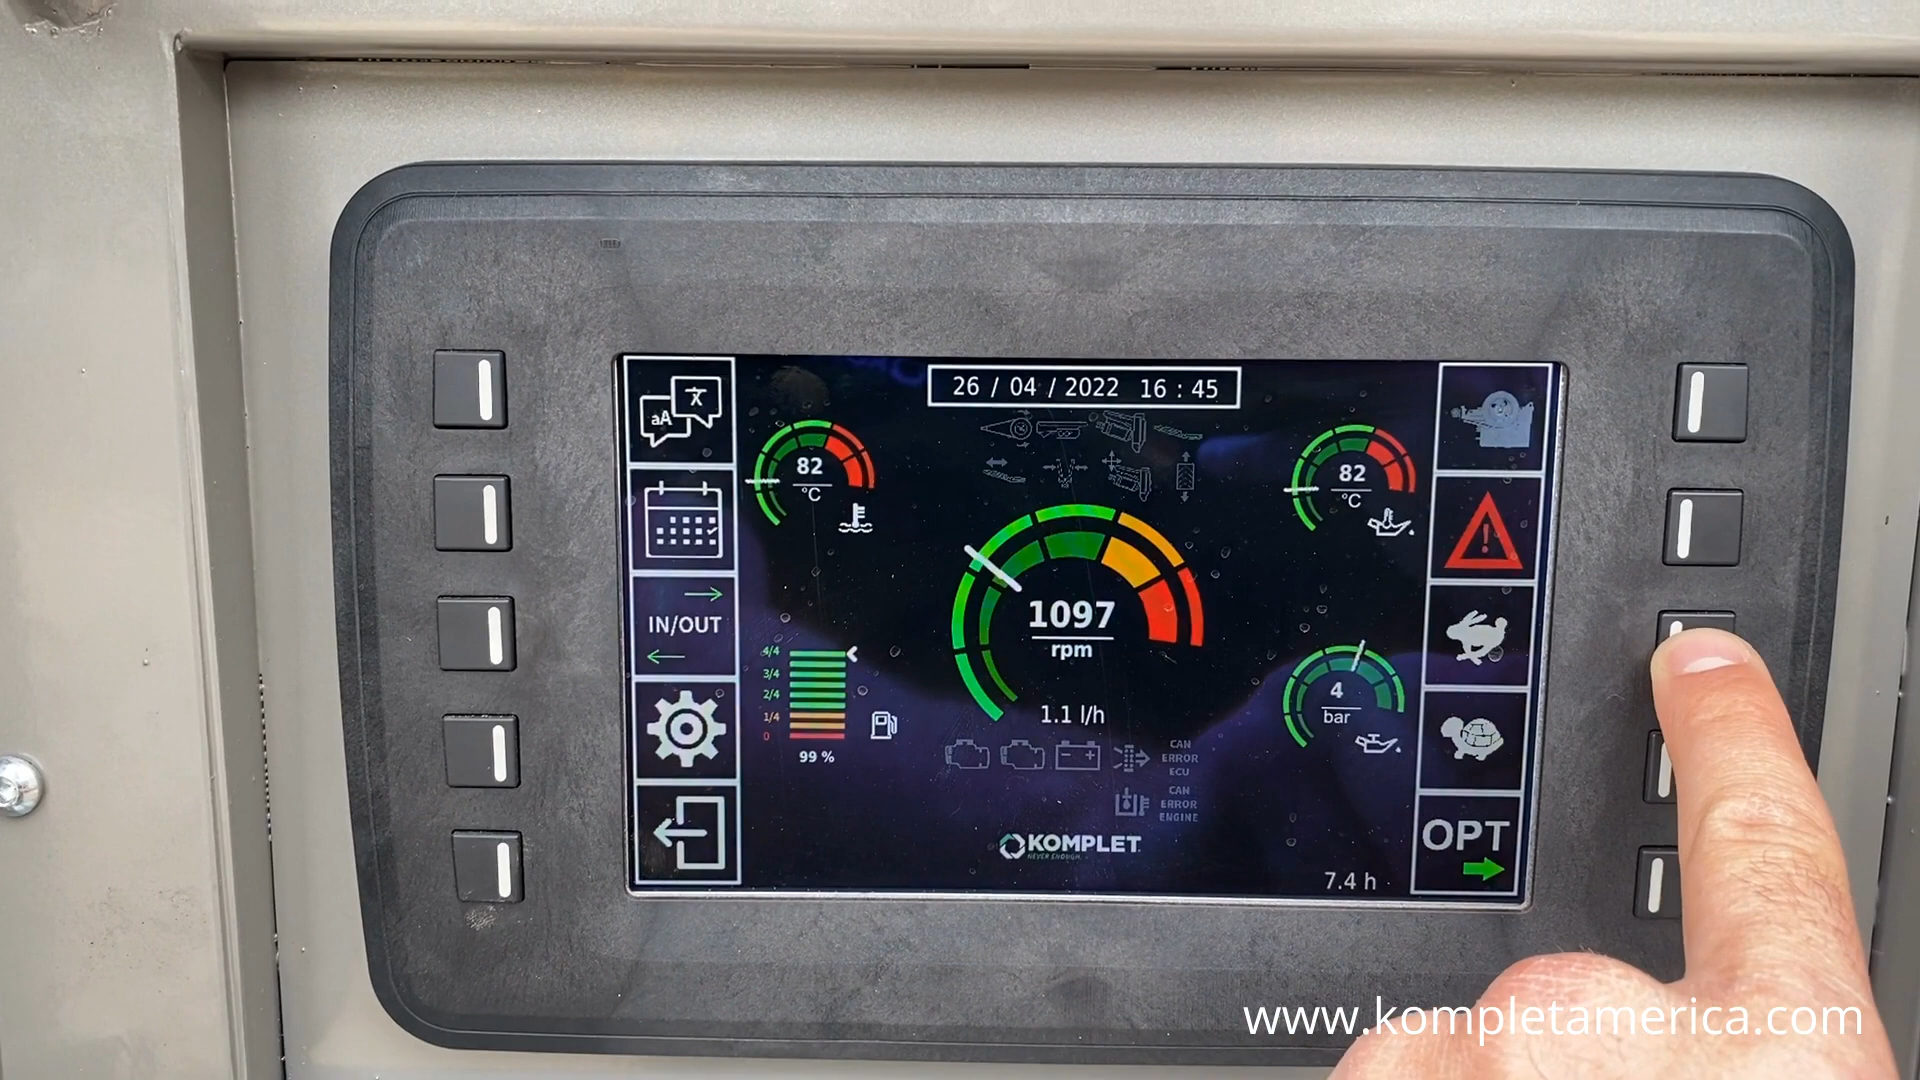 26 / 04 / 2022 16 : 45
aA
82
°C
82
°C
IN/OUT
1097
rpm
1.1 l/h
4/4
3/4
2/4
1/4
0
99 %
4
bar
CAN
ERROR
ECU
CAN
ERROR
ENGINE
KOMPLET
NEVER ENOUGH.
OPT
7.4 h
www.kompletamerica.com